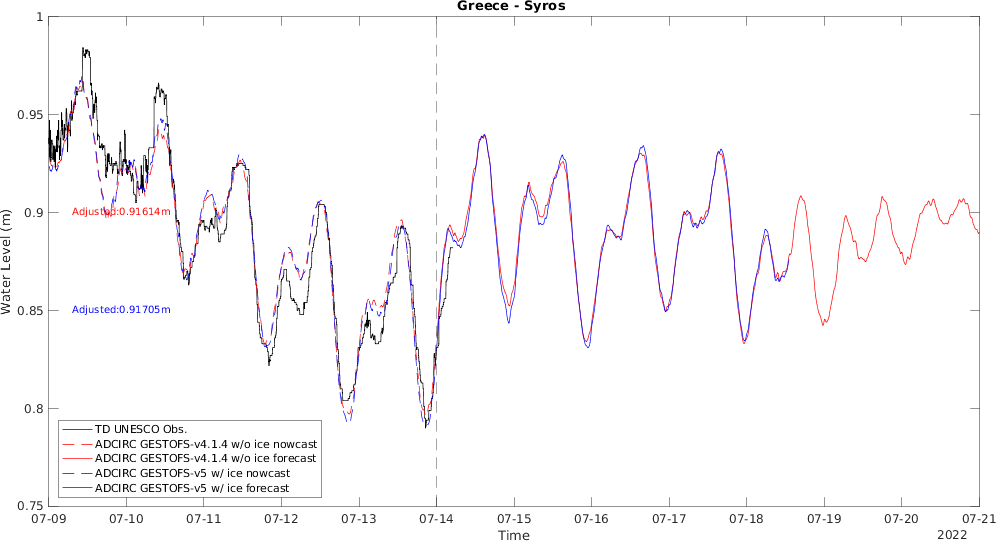 Greece - Syros
1
0.95
0.9
0.85
0.8
0.75
Water Level (m)
Adjusted:0.91614m
Adjusted:0.91705m
TD UNESCO Obs.
ADCIRC GESTOFS-v4.1.4 w/o ice nowcast
ADCIRC GESTOFS-v4.1.4 w/o ice forecast
ADCIRC GESTOFS-v5 w/ ice nowcast
ADCIRC GESTOFS-v5 w/ ice forecast
07-09 07-10 07-11 07-12 07-13 07-14 07-15 07-16 07-17 07-18 07-19 07-20 07-21
Time
2022